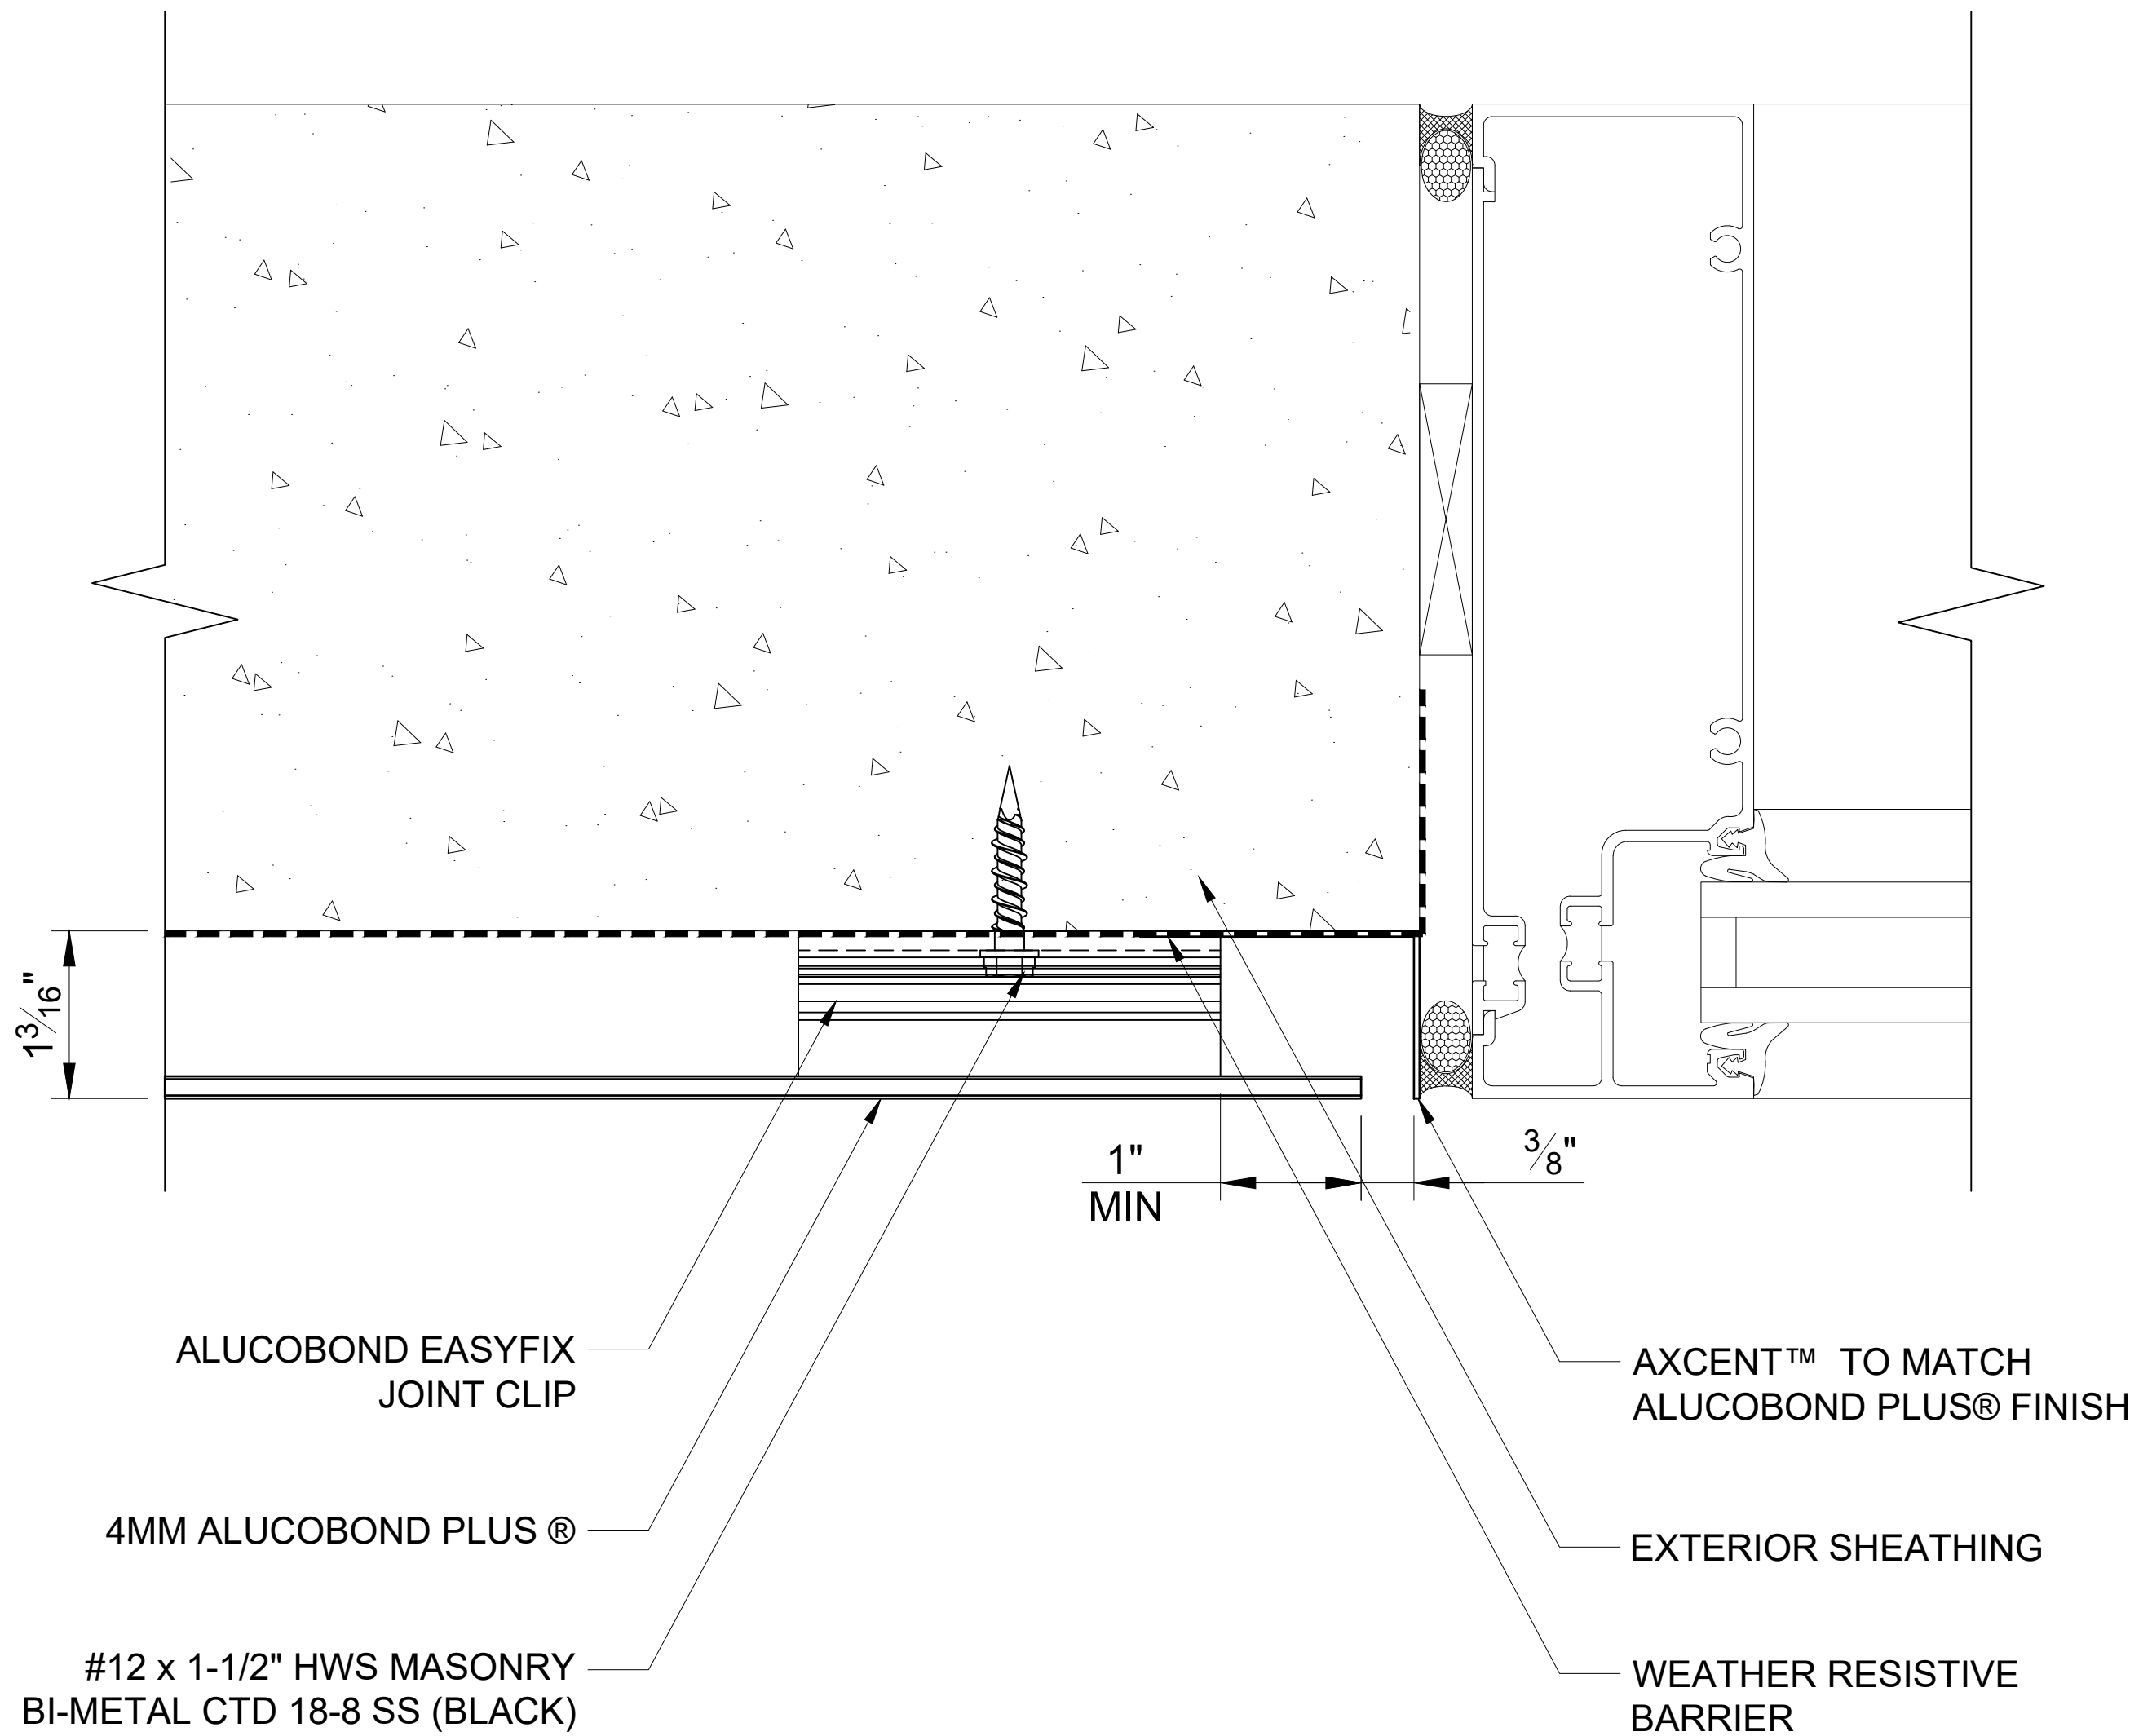 1 3/16"
1"
MIN
3/8"
ALUCOBOND EASYFIX
JOINT CLIP
4MM ALUCOBOND PLUS ®
#12 x 1-1/2" HWS MASONRY
BI-METAL CTD 18-8 SS (BLACK)
AXCENT™ TO MATCH
ALUCOBOND PLUS® FINISH
EXTERIOR SHEATHING
WEATHER RESISTIVE
BARRIER